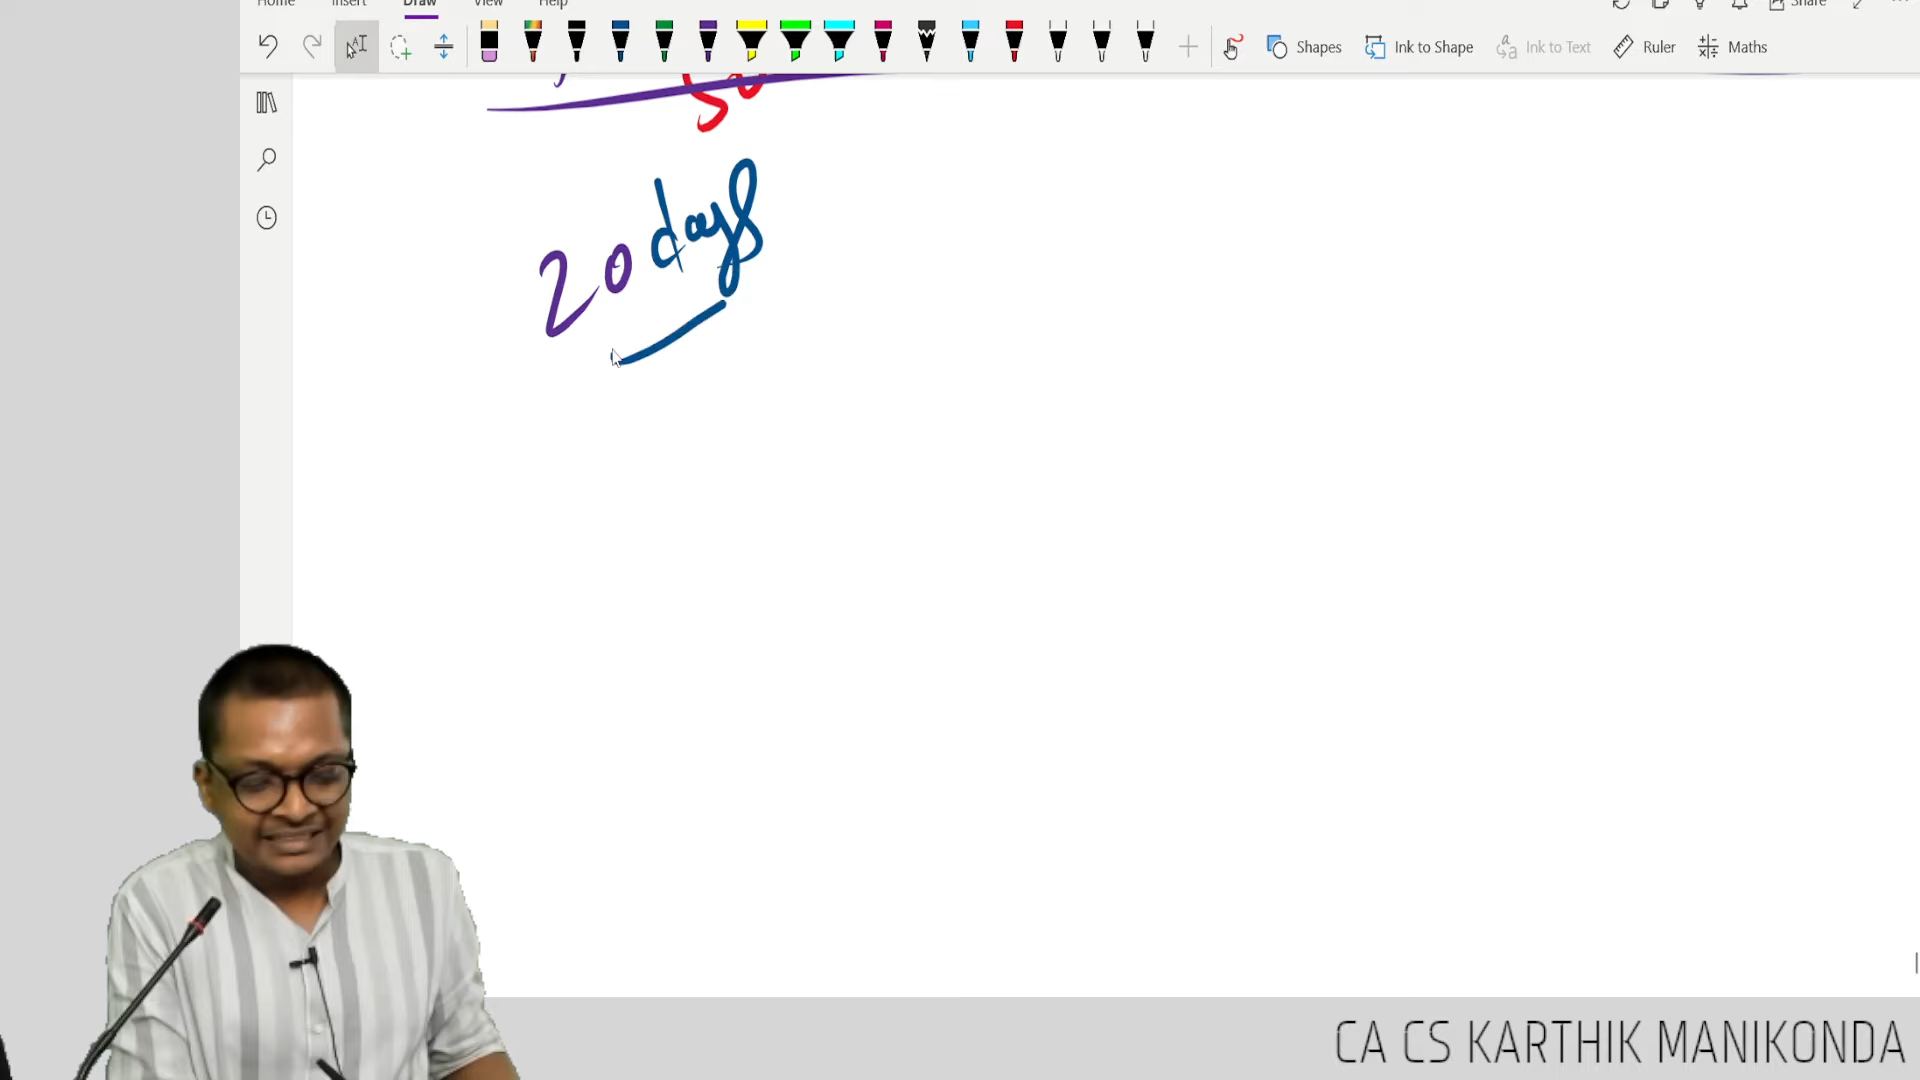 Home Insert Draw View Help Share
Shapes Ink to Shape Ink to Text Ruler Maths
20 days
CA CS KARTHIK MANIKONDA